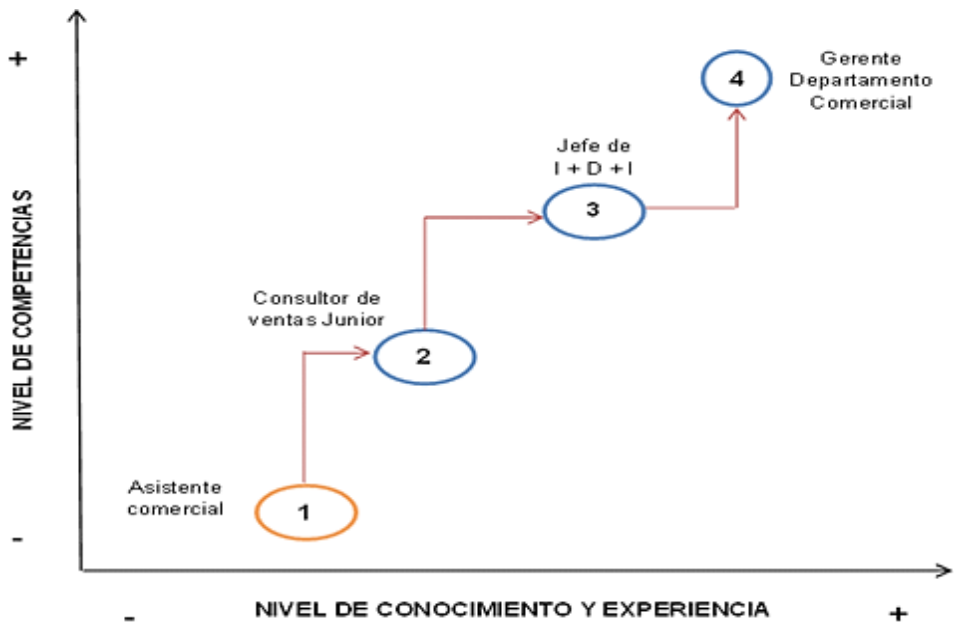 +
4
Gerente
Departamento
Comercial
Jefe de
I + D + I
3
NIVEL DE COMPETENCIAS
Consultor de
ventas Junior
2
Asistente
comercial
1
-
-
NIVEL DE CONOCIMIENTO Y EXPERIENCIA
+